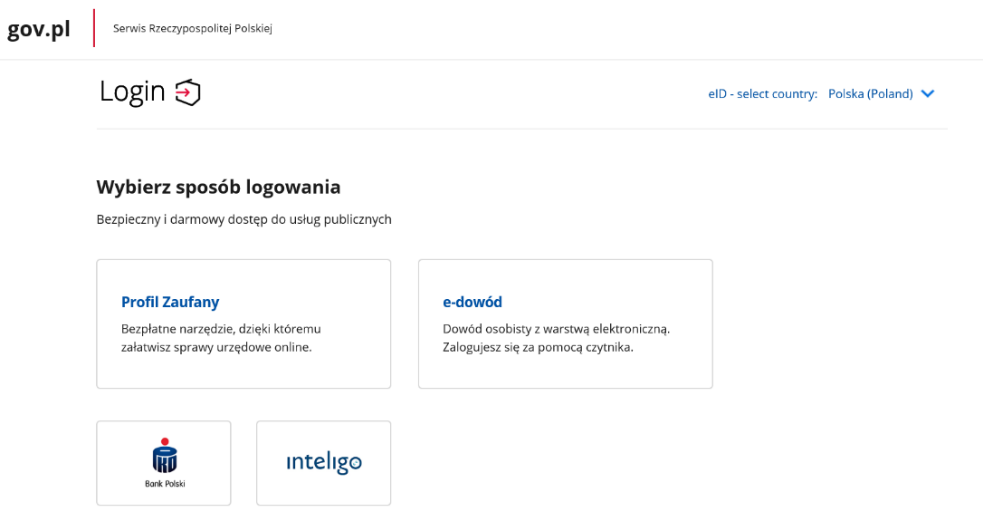 gov.pl
Serwis Rzeczypospolitej Polskiej
Login
eID - select country: Polska (Poland)
Wybierz sposób logowania
Bezpieczny i darmowy dostęp do usług publicznych
Profil Zaufany
Bezpłatne narzędzie, dzięki któremu
załatwisz sprawy urzędowe online.
e-dowód
Dowód osobisty z warstwą elektroniczną.
Zalogujesz się za pomocą czytnika.
PKO
Bank Polski
inteligo